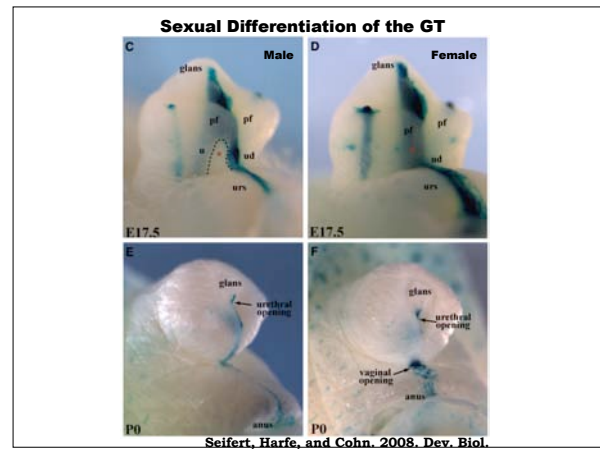 Sexual Differentiation of the GT
C
Male
glans
pf
pf
u
ud
urs
E17.5
D
Female
glans
pf
pf
ud
urs
E17.5
E
glans
urethral
opening
anus
P0
F
glans
urethral
opening
vaginal
opening
anus
P0
Seifert, Harfe, and Cohn. 2008. Dev. Biol.